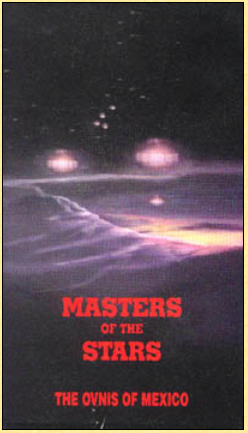 MASTERS
OF THE
STARS
THE OVNIS OF MEXICO